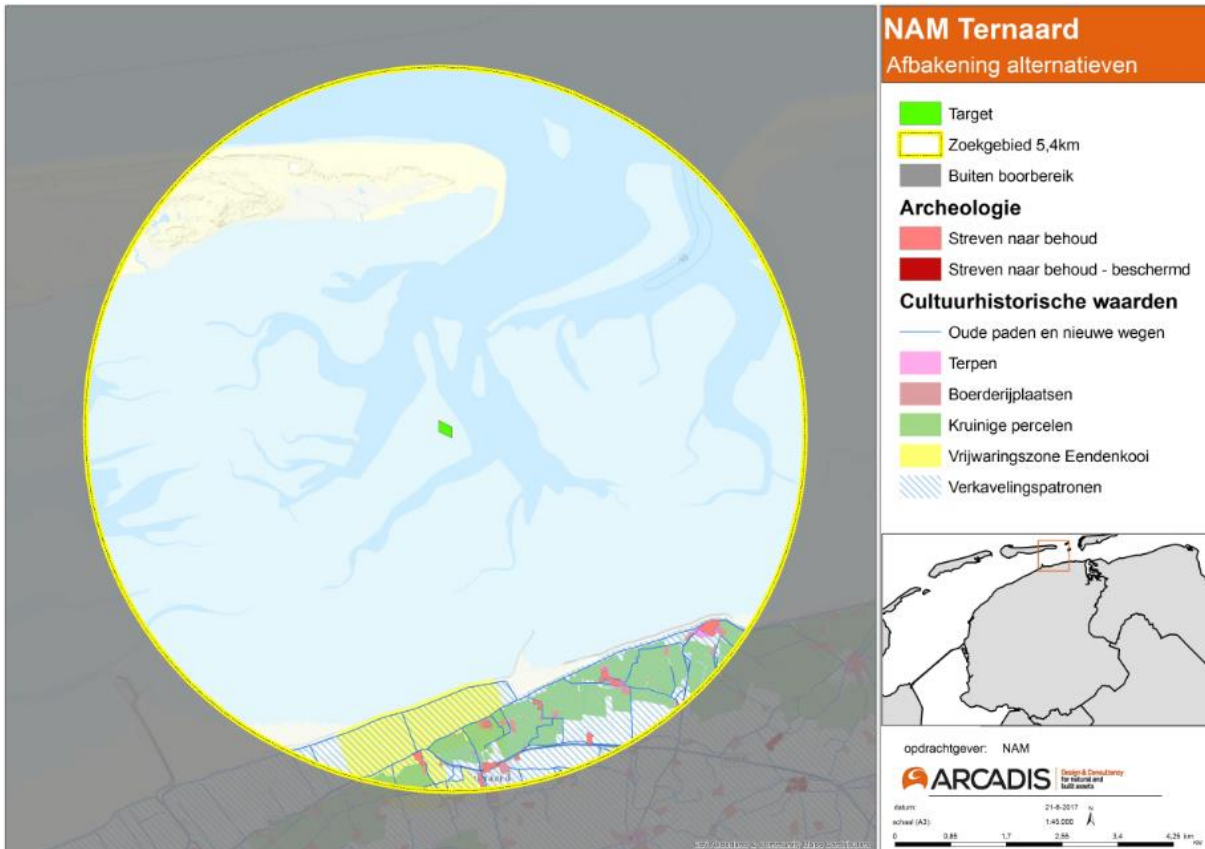 NAM Ternaard
Afbakening alternatieven
Target
Zoekgebied 5,4km
Buiten boorbereik
Archeologie
Streven naar behoud
Streven naar behoud - beschermd
Cultuurhistorische waarden
Oude paden en nieuwe wegen
Terpen
Boerderijplaatsen
Kruinige percelen
Vrijwaringszone Eendenkooi
Verkavelingspatronen
opdrachtgever: NAM
ARCADIS
Design & Consultancy
for natural and
built assets
datum: 21-6-2017 N
schaal (A3): 1:45.000
0 0,85 1,7 2,55 3,4 4,25 km